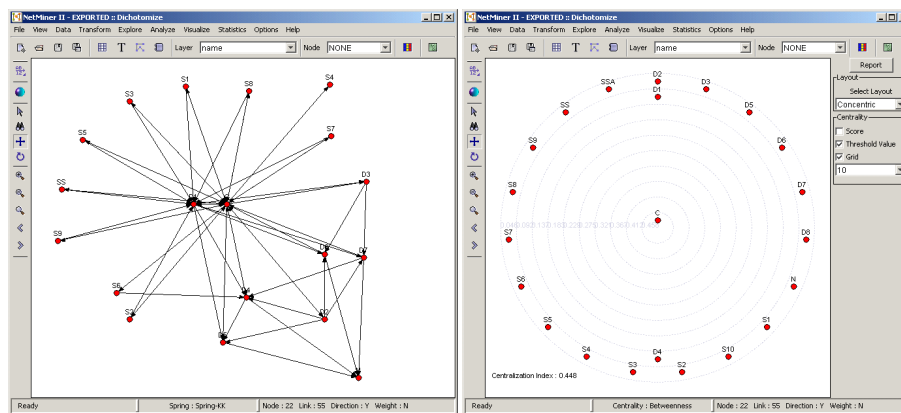 NetMiner II - EXPORTED :: Dichotomize
File View Data Transform Explore Analyze Visualize Statistics Options Help
Layer name Node NONE
S1
S8
S4
S3
S7
S5
D3
SS
S9
D7
S6
S2
Ready Spring : Spring-KK Node : 22 Link : 55 Direction : Y Weight : N
NetMiner II - EXPORTED :: Dichotomize
File View Data Transform Explore Analyze Visualize Statistics Options Help
Layer name Node NONE
Report
Layout
Select Layout
Concentric
Centrality
Score
Threshold Value
Grid
10
D2
SSA
D3
D1
SS
D5
S9
D6
S8
D7
C
S7
D8
S6
N
S5
S1
S4
D4
S10
S3
S2
Centralization Index : 0.448
Ready Centrality : Betweenness Node : 22 Link : 55 Direction : Y Weight : N